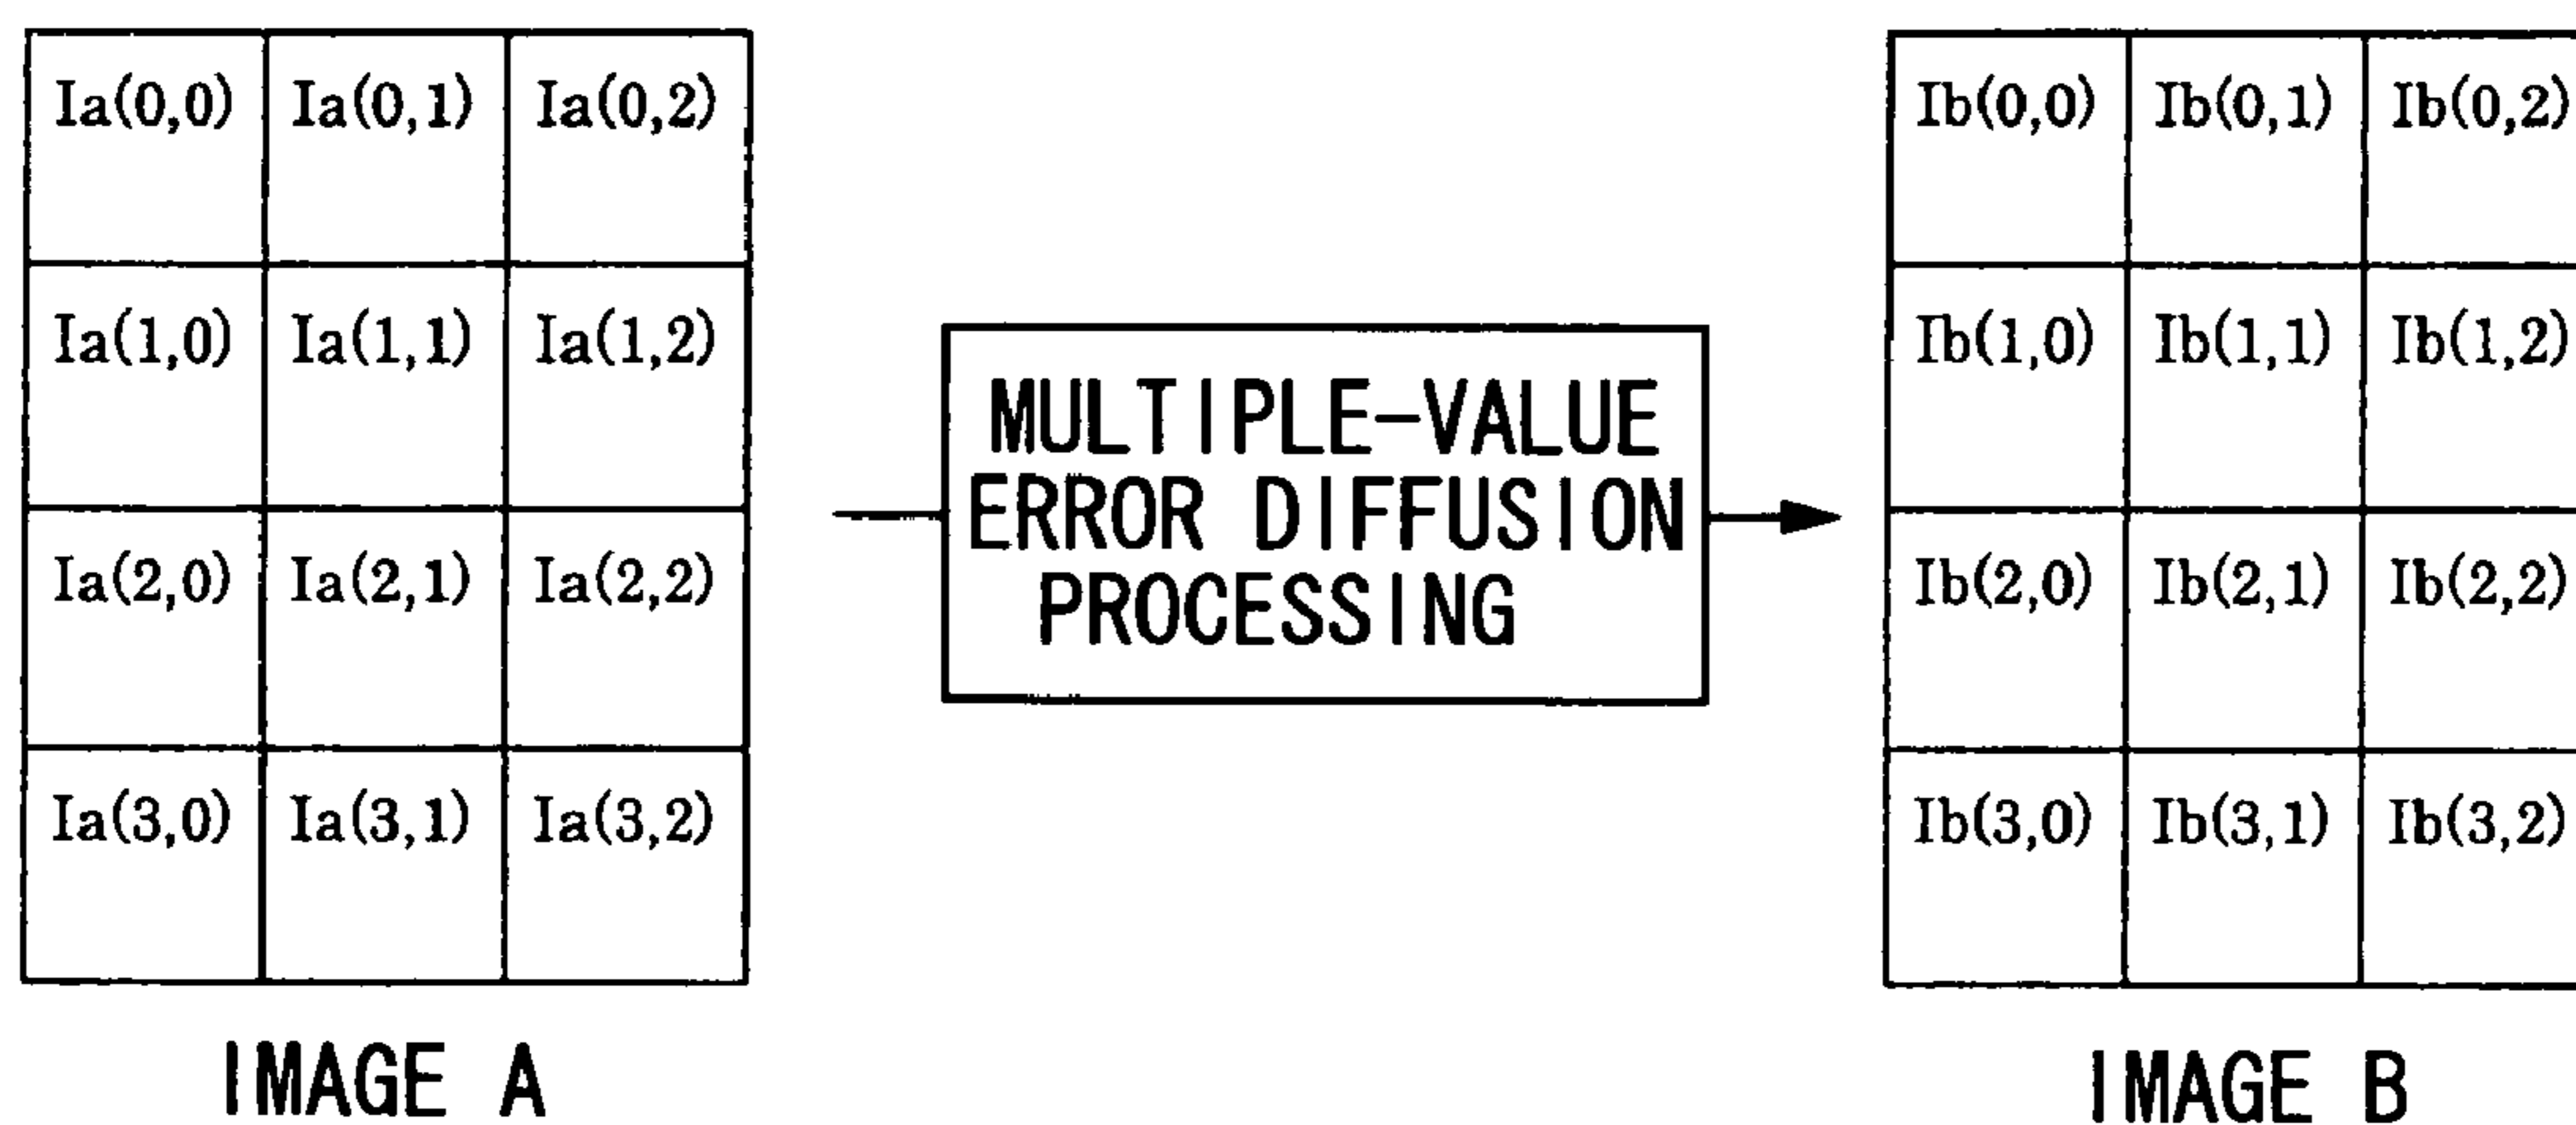 Ia(0,0) Ia(0,1) Ia(0,2)
Ia(1,0) Ia(1,1) Ia(1,2)
Ia(2,0) Ia(2,1) Ia(2,2)
Ia(3,0) Ia(3,1) Ia(3,2)
IMAGE A
MULTIPLE-VALUE
ERROR DIFFUSION
PROCESSING
Ib(0,0) Ib(0,1) Ib(0,2)
Ib(1,0) Ib(1,1) Ib(1,2)
Ib(2,0) Ib(2,1) Ib(2,2)
Ib(3,0) Ib(3,1) Ib(3,2)
IMAGE B